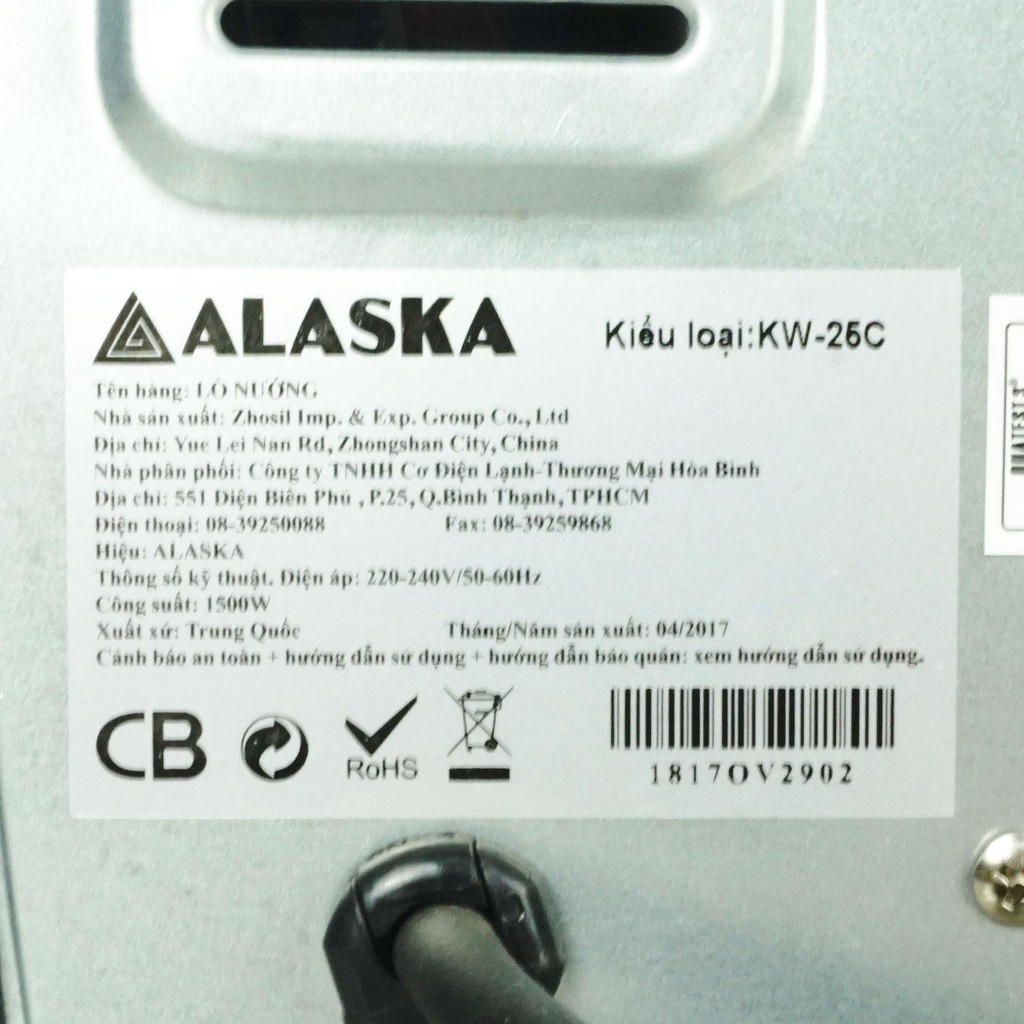 ALASKA
Kiểu loại:KW-25C
Tên hàng: LÒ NƯỚNG
Nhà sản xuất: Zhosil Imp. & Exp. Group Co., Ltd
Địa chỉ: Yue Lei Nan Rd, Zhongshan City, China
Nhà phân phối: Công ty TNHH Cơ Điện Lạnh-Thương Mại Hòa Bình
Địa chỉ: 551 Điện Biên Phủ , P.25, Q.Bình Thạnh, TPHCM
Điện thoại: 08-39250088 Fax: 08-39259868
Hiệu: ALASKA
Thông số kỹ thuật. Điện áp: 220-240V/50-60Hz
Công suất: 1500W
Xuất xứ: Trung Quốc Tháng/Năm sản xuất: 04/2017
Cảnh báo an toàn + hướng dẫn sử dụng + hướng dẫn bảo quản: xem hướng dẫn sử dụng.
CB
RoHS
1817OV2902